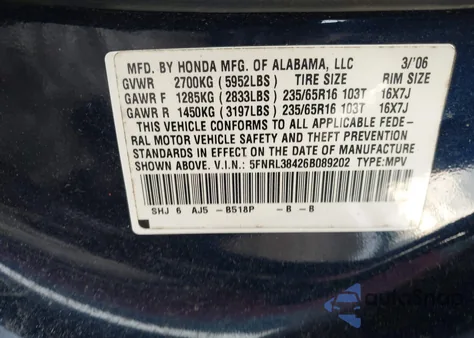 MFD. BY HONDA MFG. OF ALABAMA, LLC 3/'06
GVWR 2700KG (5952LBS) TIRE SIZE RIM SIZE
GAWR F 1285KG (2833LBS) 235/65R16 103T 16X7J
GAWR R 1450KG (3197LBS) 235/65R16 103T 16X7J
THIS VEHICLE CONFORMS TO ALL APPLICABLE FEDE-
RAL MOTOR VEHICLE SAFETY AND THEFT PREVENTION
STANDARDS IN EFFECT ON THE DATE OF MANUFACTURE
SHOWN ABOVE. V.I.N.: 5FNRL38426B089202 TYPE:MPV
SHJ 6 AJ5 -B518P -B -B